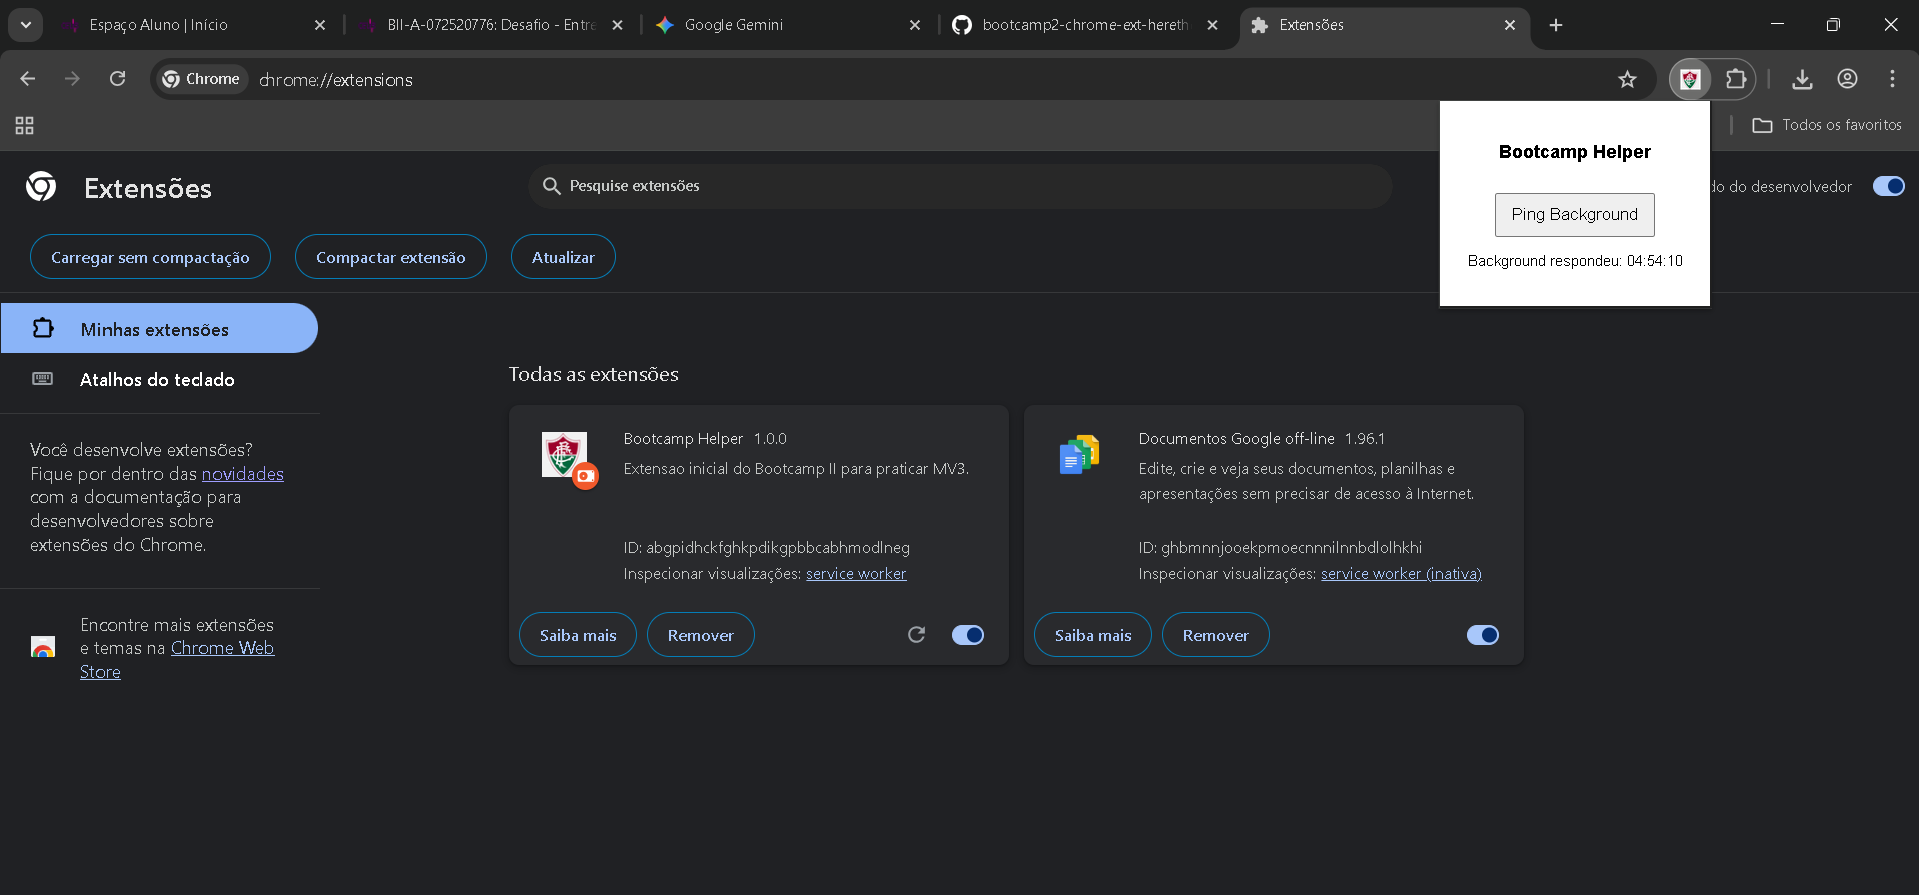 Espaço Aluno | Início
BII-A-072520776: Desafio - Entre
Google Gemini
bootcamp2-chrome-ext-hereth
Extensões
Chrome
chrome://extensions
Todos os favoritos
Extensões
Pesquise extensões
do do desenvolvedor
Carregar sem compactação
Compactar extensão
Atualizar
Bootcamp Helper
Ping Background
Background respondeu: 04:54:10
Minhas extensões
Atalhos do teclado
Você desenvolve extensões?
Fique por dentro das novidades
com a documentação para
desenvolvedores sobre
extensões do Chrome.
Encontre mais extensões
e temas na Chrome Web
Store
Todas as extensões
Bootcamp Helper 1.0.0
Extensao inicial do Bootcamp II para praticar MV3.
ID: abgpidhckfghkpdikgpbbcabhmodlneg
Inspecionar visualizações: service worker
Saiba mais
Remover
Documentos Google off-line 1.96.1
Edite, crie e veja seus documentos, planilhas e
apresentações sem precisar de acesso à Internet.
ID: ghbmnnjooekpmoecnnnilnnbdlolhkhi
Inspecionar visualizações: service worker (inativa)
Saiba mais
Remover